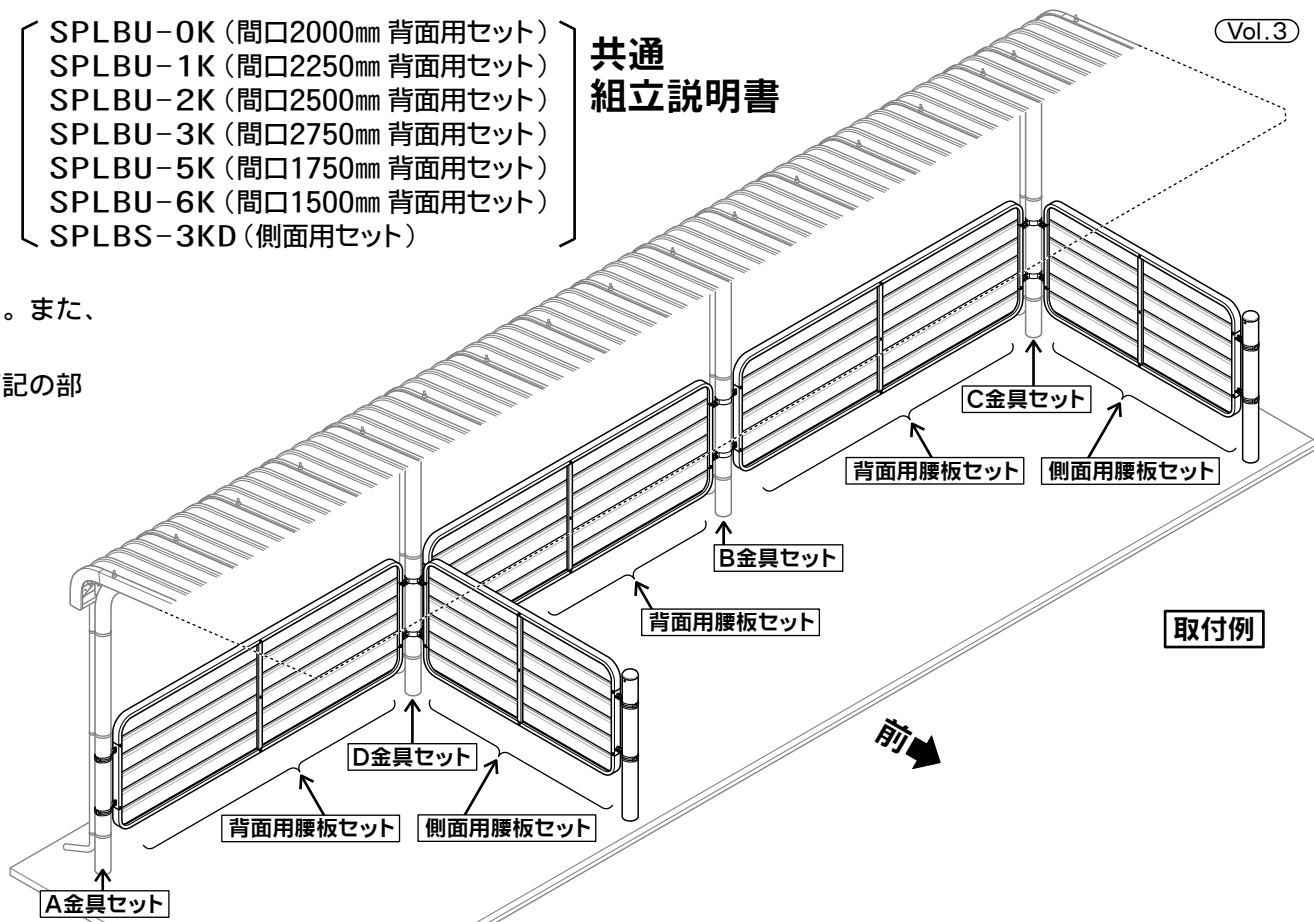 SPLBU-0K(間口2000㎜ 背面用セット)
SPLBU-1K(間口2250㎜ 背面用セット)
SPLBU-2K(間口2500㎜ 背面用セット)
SPLBU-3K(間口2750㎜ 背面用セット)
SPLBU-5K(間口1750㎜ 背面用セット)
SPLBU-6K(間口1500㎜ 背面用セット)
SPLBS-3KD(側面用セット)
共通
組立説明書
Vol.3
。また、
記の部
C金具セット
背面用腰板セット
側面用腰板セット
B金具セット
背面用腰板セット
取付例
前
D金具セット
背面用腰板セット
側面用腰板セット
A金具セット